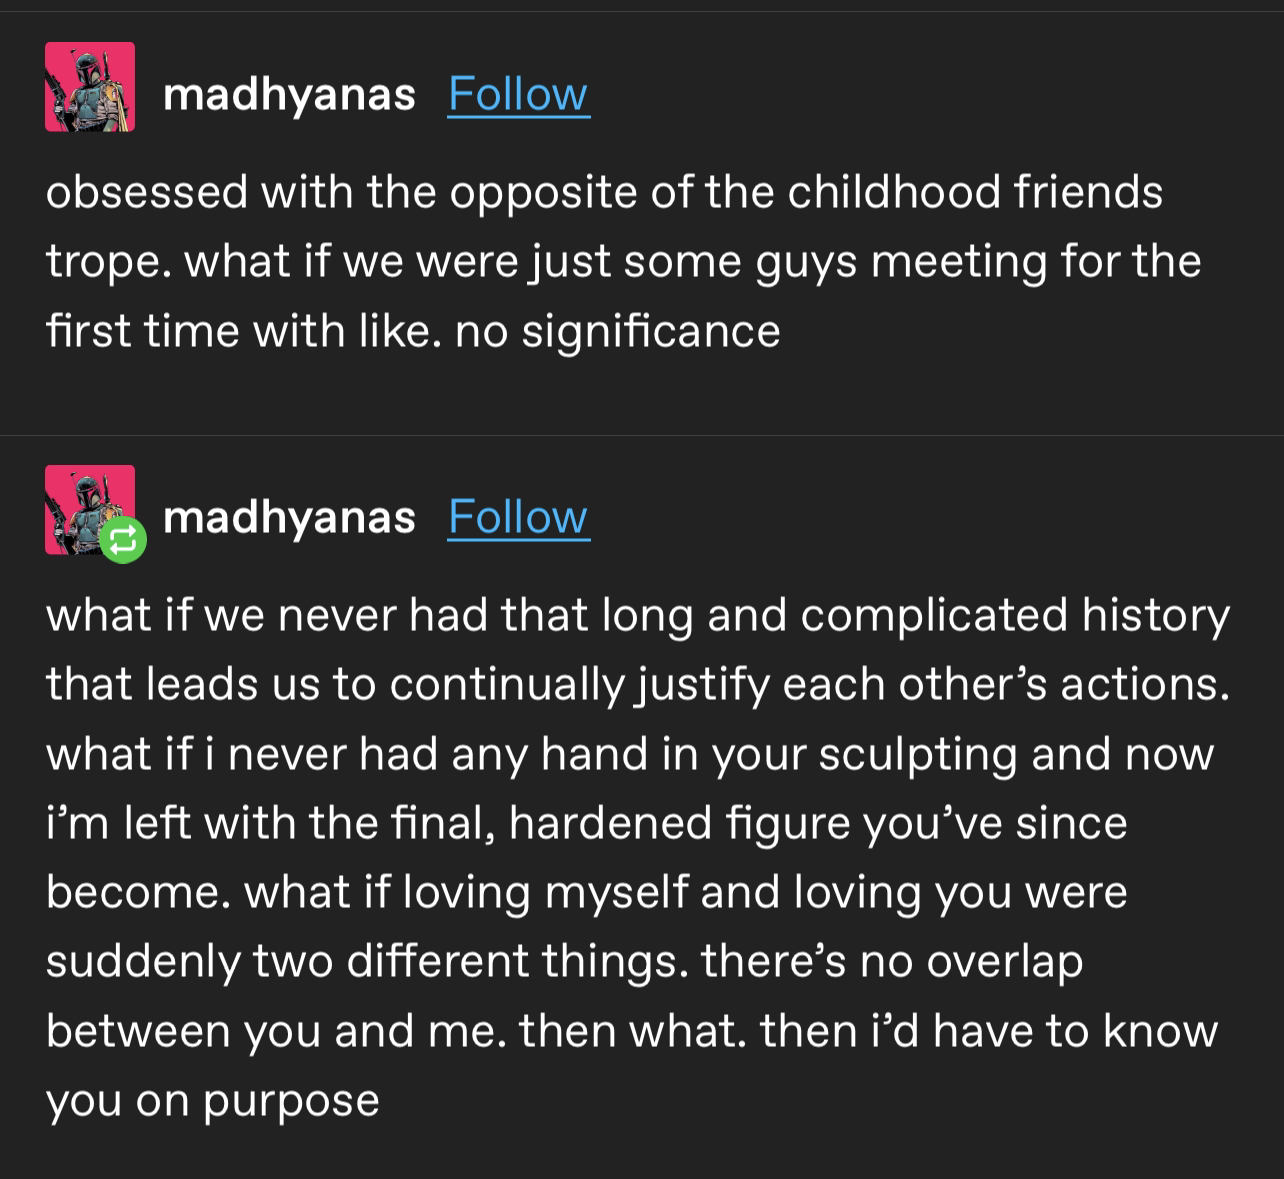 madhyanas Follow
obsessed with the opposite of the childhood friends
trope. what if we were just some guys meeting for the
first time with like. no significance
madhyanas Follow
what if we never had that long and complicated history
that leads us to continually justify each other’s actions.
what if i never had any hand in your sculpting and now
i’m left with the final, hardened figure you’ve since
become. what if loving myself and loving you were
suddenly two different things. there’s no overlap
between you and me. then what. then i’d have to know
you on purpose